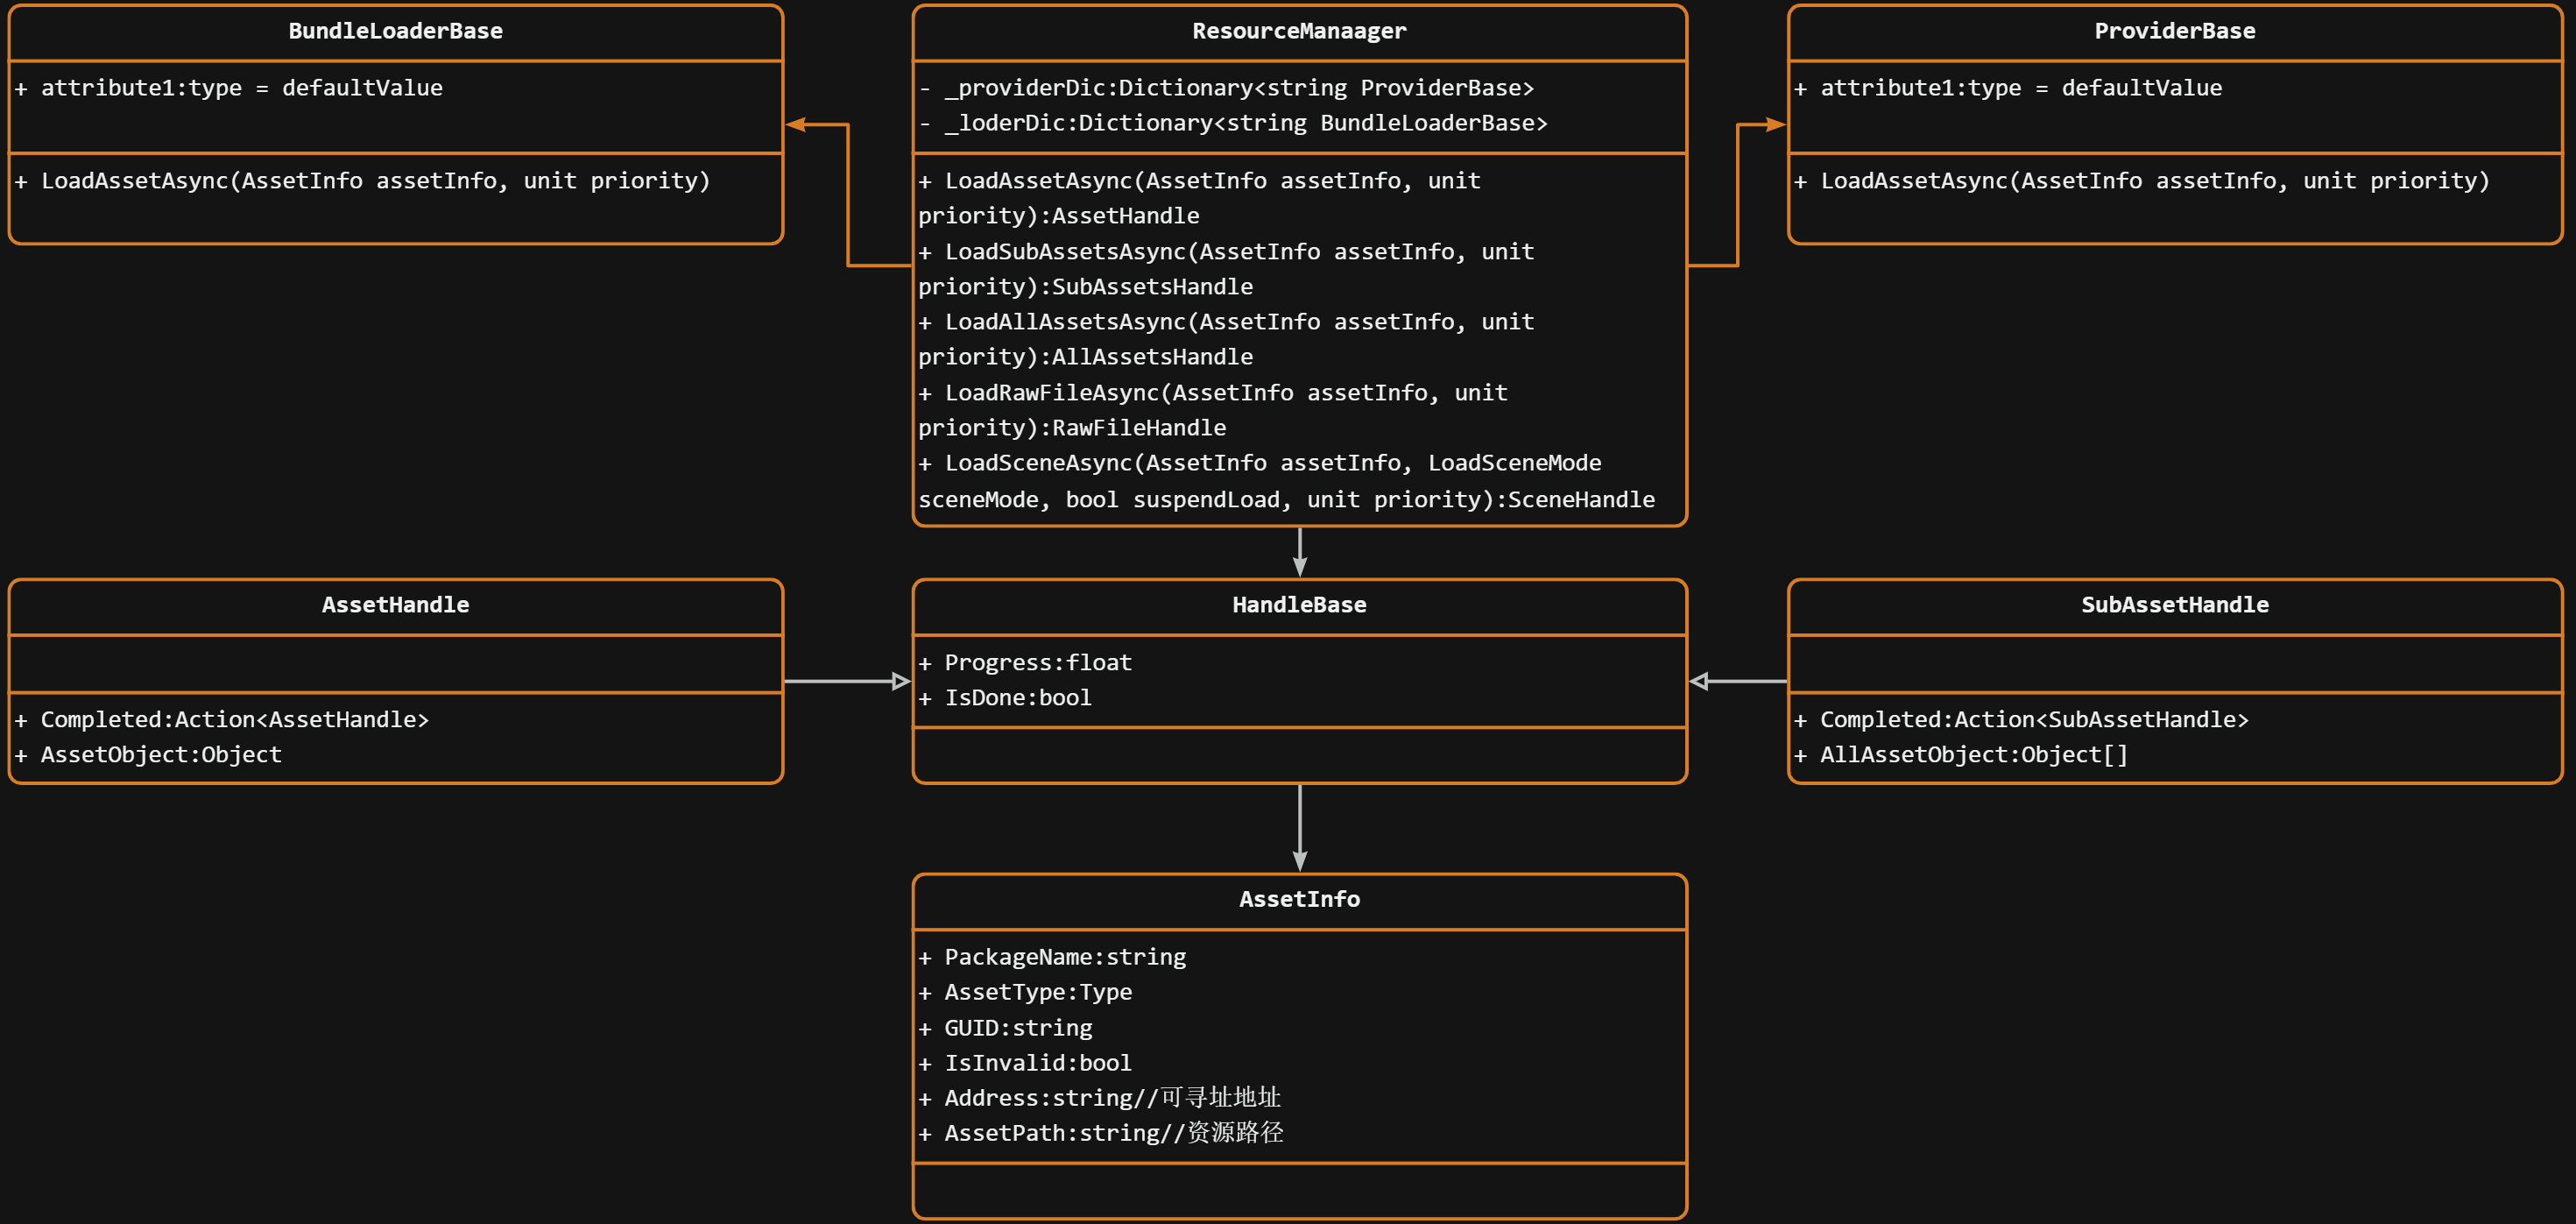 BundleLoaderBase
+ attribute1:type = defaultValue
+ LoadAssetAsync(AssetInfo assetInfo, unit priority)
ResourceManaager
- _providerDic:Dictionary<string ProviderBase>
- _loderDic:Dictionary<string BundleLoaderBase>
+ LoadAssetAsync(AssetInfo assetInfo, unit
priority):AssetHandle
+ LoadSubAssetsAsync(AssetInfo assetInfo, unit
priority):SubAssetsHandle
+ LoadAllAssetsAsync(AssetInfo assetInfo, unit
priority):AllAssetsHandle
+ LoadRawFileAsync(AssetInfo assetInfo, unit
priority):RawFileHandle
+ LoadSceneAsync(AssetInfo assetInfo, LoadSceneMode
sceneMode, bool suspendLoad, unit priority):SceneHandle
ProviderBase
+ attribute1:type = defaultValue
+ LoadAssetAsync(AssetInfo assetInfo, unit priority)
AssetHandle
+ Completed:Action<AssetHandle>
+ AssetObject:Object
HandleBase
+ Progress:float
+ IsDone:bool
SubAssetHandle
+ Completed:Action<SubAssetHandle>
+ AllAssetObject:Object[]
AssetInfo
+ PackageName:string
+ AssetType:Type
+ GUID:string
+ IsInvalid:bool
+ Address:string//可寻址地址
+ AssetPath:string//资源路径